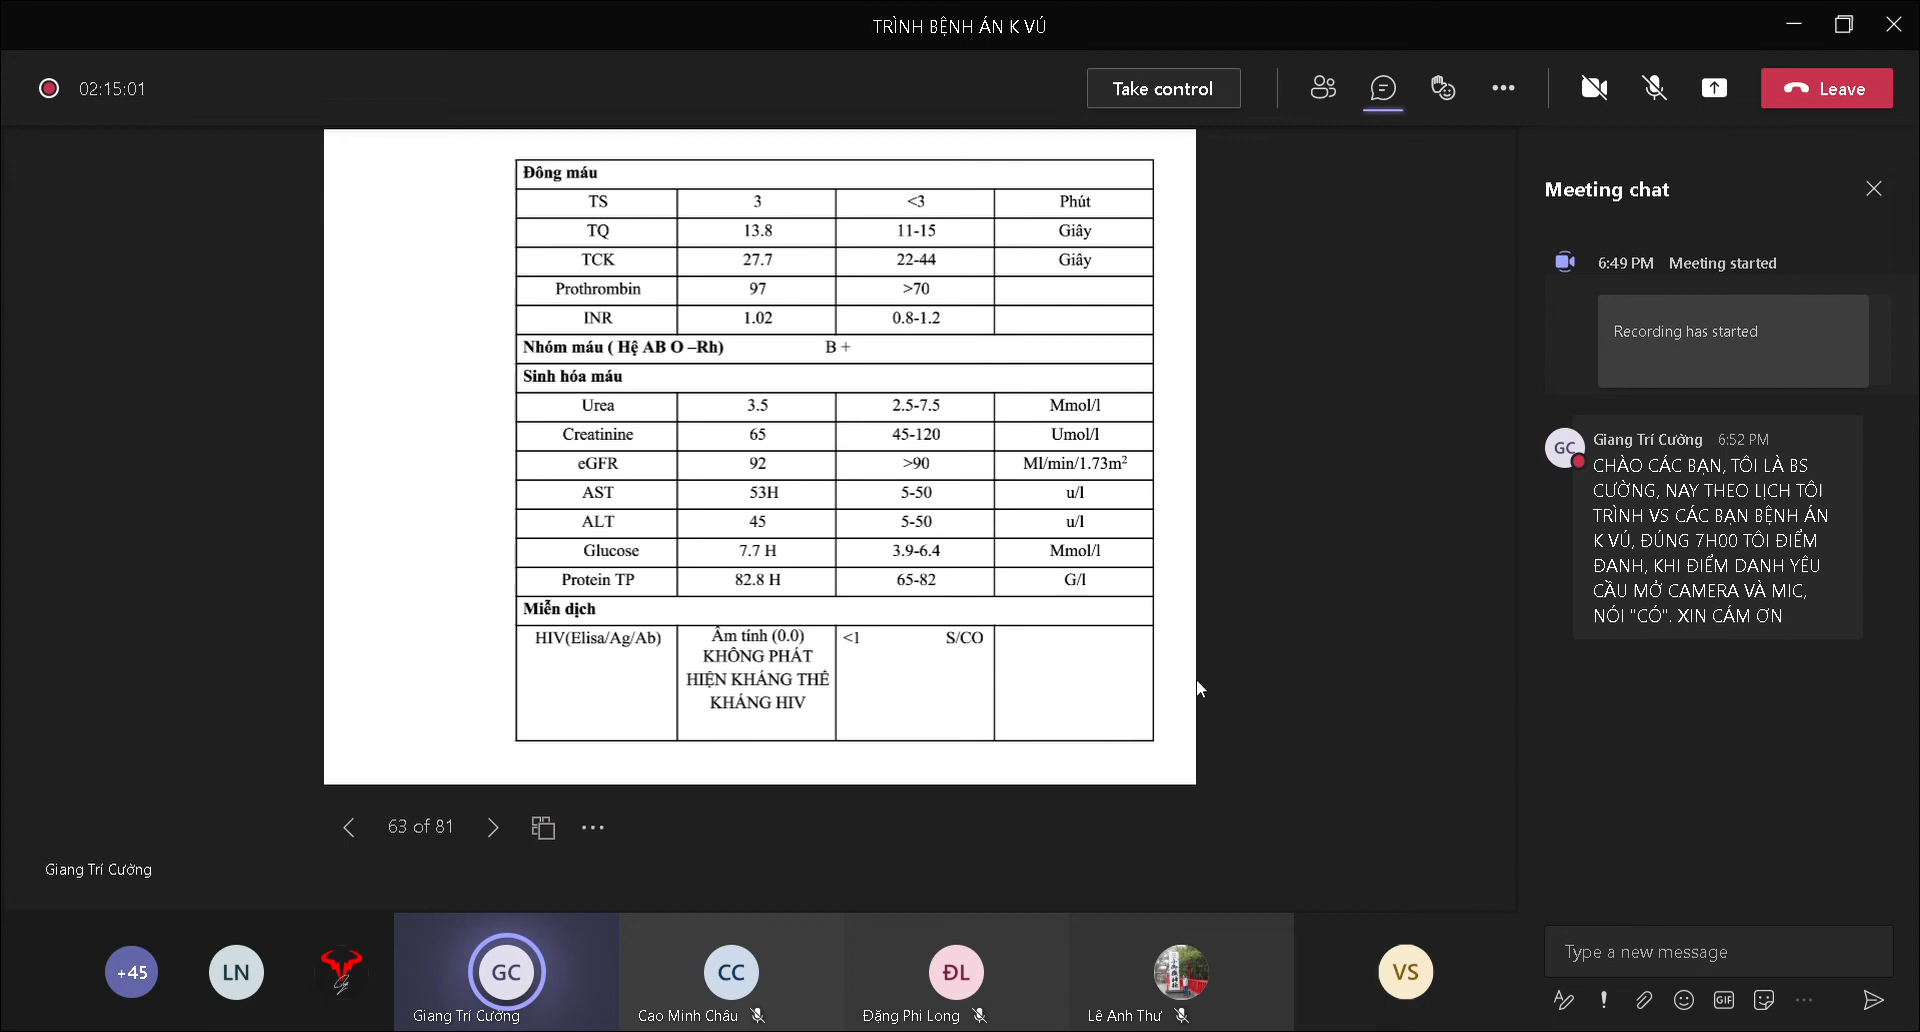 TRÌNH BỆNH ÁN K VÚ
02:15:01
Take control
Leave
Đông máu
TS 3 <3 Phút
TQ 13.8 11-15 Giây
TCK 27.7 22-44 Giây
Prothrombin 97 >70
INR 1.02 0.8-1.2
Nhóm máu ( Hệ AB O –Rh) B +
Sinh hóa máu
Urea 3.5 2.5-7.5 Mmol/l
Creatinine 65 45-120 Umol/l
eGFR 92 >90 Ml/min/1.73m²
AST 53H 5-50 u/l
ALT 45 5-50 u/l
Glucose 7.7 H 3.9-6.4 Mmol/l
Protein TP 82.8 H 65-82 G/l
Miễn dịch
HIV(Elisa/Ag/Ab) Âm tính (0.0) <1 S/CO
KHÔNG PHÁT
HIỆN KHÁNG THỂ
KHÁNG HIV
63 of 81
Giang Trí Cường
Meeting chat
6:49 PM Meeting started
Recording has started
GC
Giang Trí Cường 6:52 PM
CHÀO CÁC BẠN, TÔI LÀ BS
CƯỜNG, NAY THEO LỊCH TÔI
TRÌNH VS CÁC BẠN BỆNH ÁN
K VÚ, ĐÚNG 7H00 TÔI ĐIỂM
ĐANH, KHI ĐIỂM DANH YÊU
CẦU MỞ CAMERA VÀ MIC,
NÓI "CÓ". XIN CÁM ƠN
+45
LN
GC
Giang Trí Cường
CC
Cao Minh Châu
ĐL
Đặng Phi Long
Lê Anh Thư
VS
Type a new message
GIF